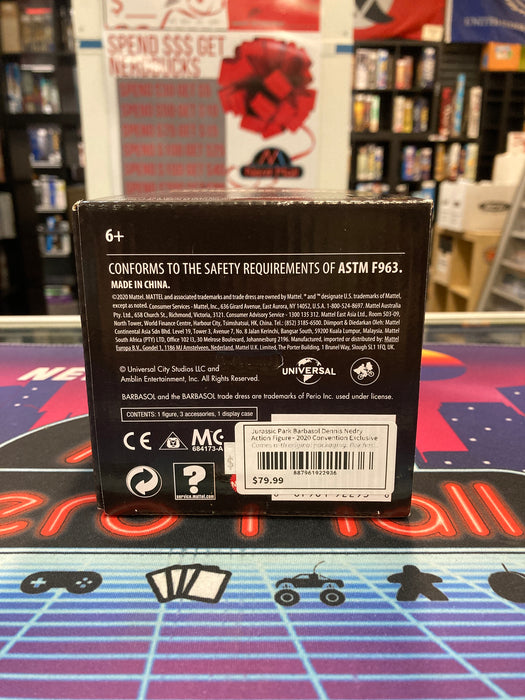 SPEND $$$ GET
NERD BUCKS
Nerd Mall
6+
CONFORMS TO THE SAFETY REQUIREMENTS OF ASTM F963.
MADE IN CHINA.
©2020 Mattel. MATTEL and associated trademarks and trade dress are owned by Mattel. ® and ™ designate U.S. trademarks of Mattel,
except as noted. Consumer Services - Mattel, Inc., 636 Girard Avenue, East Aurora, NY 14052, U.S.A. 1-800-524-8697. Mattel Australia
Pty. Ltd., 658 Church St., Richmond, Victoria, 3121. Consumer Advisory Service - 1300 135 312. Mattel East Asia Ltd., Room 503-09,
North Tower, World Finance Centre, Harbour City, Tsimshatsui, HK, China. Tel.: (852) 3185-6500. Diimport & Diedarkan Oleh: Mattel
Continental Asia Sdn Bhd. Level 19, Tower 3, Avenue 7, No. 8 Jalan Kerinchi, Bangsar South, 59200 Kuala Lumpur, Malaysia. Mattel
South Africa (PTY) LTD, Office 102 I3, 30 Melrose Boulevard, Johannesburg 2196. Manufactured, imported or distributed by: Mattel
Europa B.V., Gondel 1, 1186 MJ Amstelveen, Nederland. Mattel U.K. Limited, The Porter Building, 1 Brunel Way, Slough SL1 1FQ, UK.
© Universal City Studios LLC and
Amblin Entertainment, Inc. All Rights Reserved.
UNIVERSAL
BARBASOL and the BARBASOL trade dress are trademarks of Perio Inc. used under license.
CONTENTS: 1 figure, 3 accessories, 1 display case
CE
684173-A
service.mattel.com
Jurassic Park Barbasol Dennis Nedry
Action Figure - 2020 Convention Exclusive
887961922936
$79.99